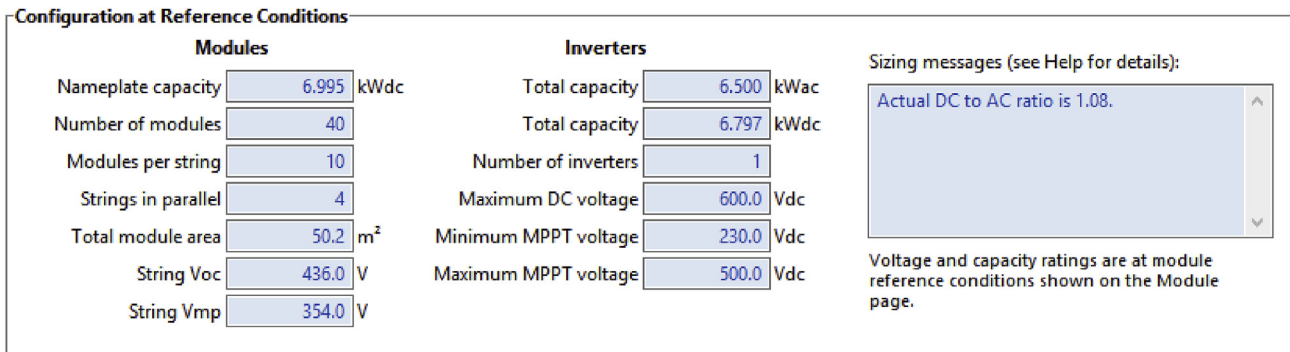 Configuration at Reference Conditions
Modules
Nameplate capacity 6.995 kWdc
Number of modules 40
Modules per string 10
Strings in parallel 4
Total module area 50.2 m²
String Voc 436.0 V
String Vmp 354.0 V
Inverters
Total capacity 6.500 kWac
Total capacity 6.797 kWdc
Number of inverters 1
Maximum DC voltage 600.0 Vdc
Minimum MPPT voltage 230.0 Vdc
Maximum MPPT voltage 500.0 Vdc
Sizing messages (see Help for details):
Actual DC to AC ratio is 1.08.
Voltage and capacity ratings are at module
reference conditions shown on the Module
page.